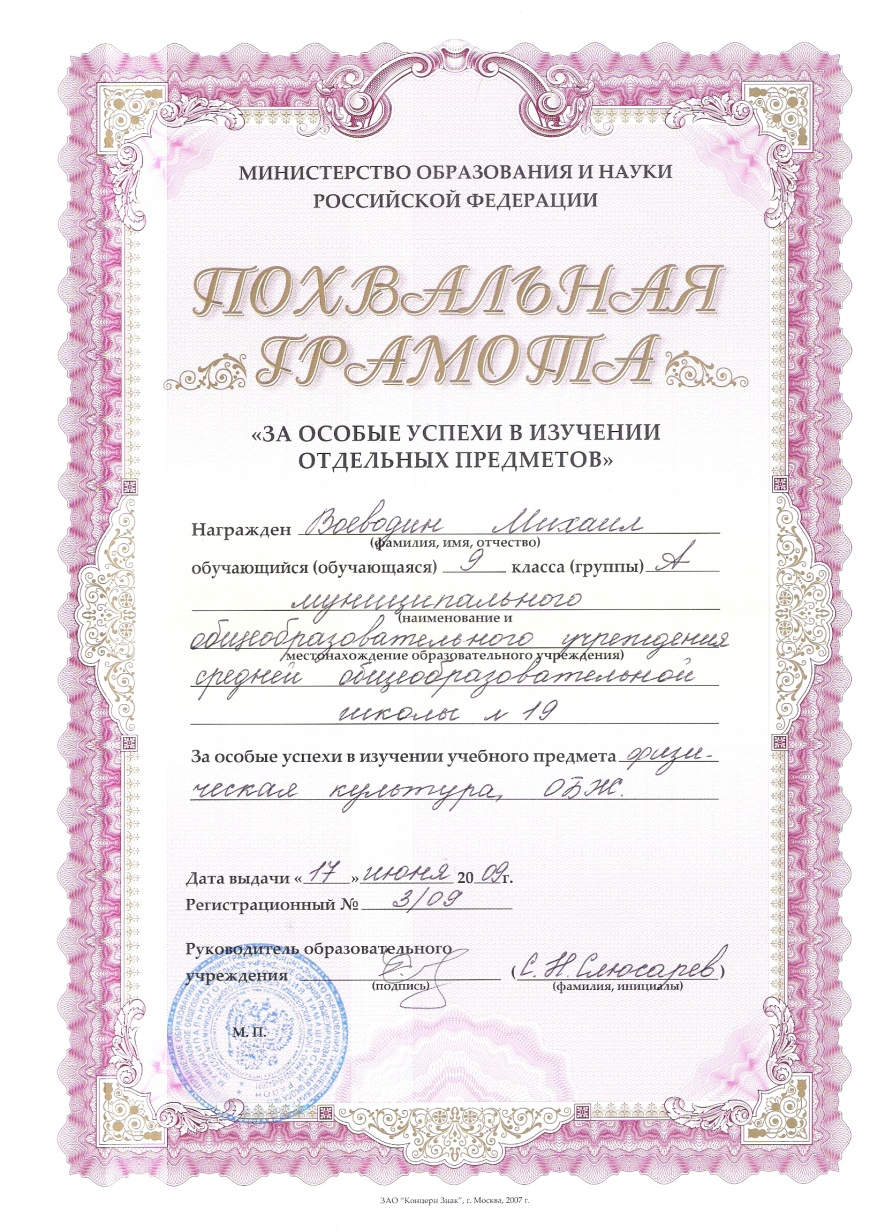 МИНИСТЕРСТВО ОБРАЗОВАНИЯ И НАУКИ
РОССИЙСКОЙ ФЕДЕРАЦИИ
ПОХВАЛЬНАЯ
ГРАМОТА
«ЗА ОСОБЫЕ УСПЕХИ В ИЗУЧЕНИИ
ОТДЕЛЬНЫХ ПРЕДМЕТОВ»
Награжден Воеводин Михаил
(фамилия, имя, отчество)
обучающийся (обучающаяся) 9 класса (группы) А
муниципального
(наименование и
общеобразовательного учреждения
местонахождение образовательного учреждения)
средней общеобразовательной
школы № 19
За особые успехи в изучении учебного предмета физи-
ческая культура, ОБЖ.
Дата выдачи «17» июня 2009г.
Регистрационный № 3/09
Руководитель образовательного
учреждения (С. Н. Слюсарев)
(подпись) (фамилия, инициалы)
М. П.
ЗАО "Концерн Знак", г. Москва, 2007 г.